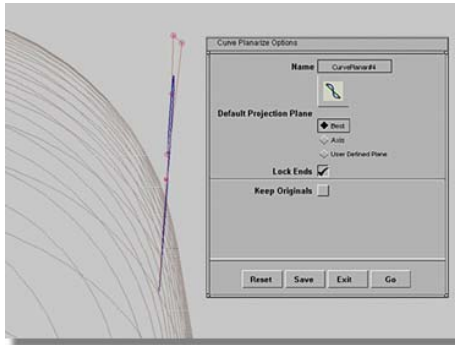 Curve Planarize Options
Name CurvePlanar#4
Default Projection Plane
Best
Axis
User Defined Plane
Lock Ends
Keep Originals
Reset Save Exit Go